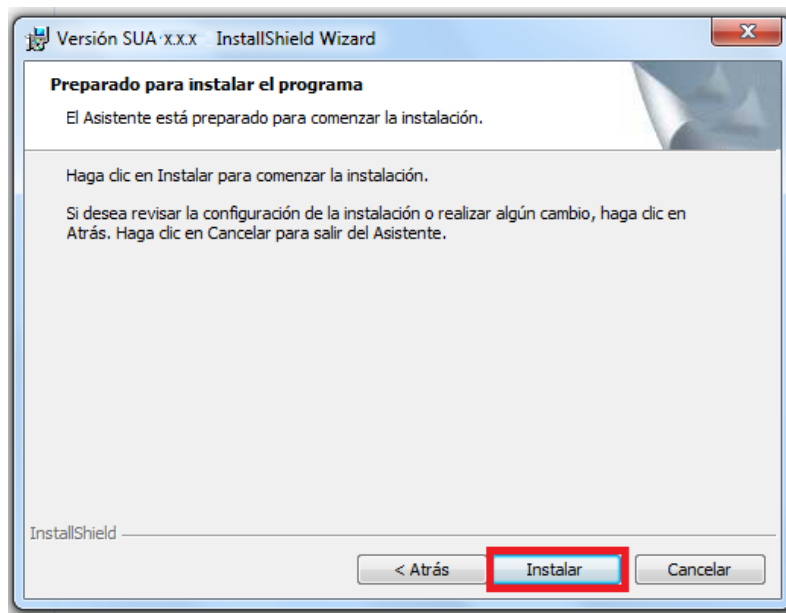 Versión SUA x.x.x InstallShield Wizard
Preparado para instalar el programa
El Asistente está preparado para comenzar la instalación.
Haga clic en Instalar para comenzar la instalación.
Si desea revisar la configuración de la instalación o realizar algún cambio, haga clic en
Atrás. Haga clic en Cancelar para salir del Asistente.
InstallShield
< Atrás
Instalar
Cancelar